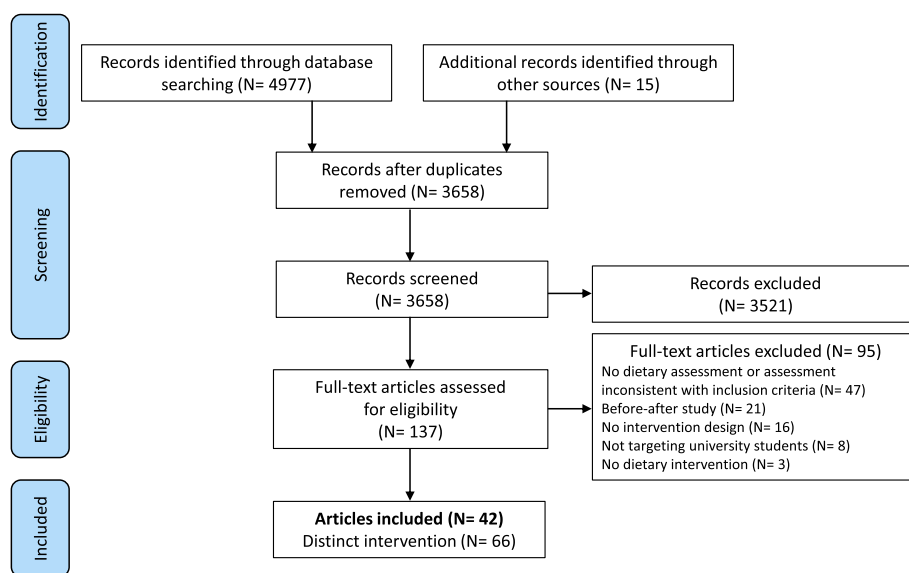 Identification
Records identified through database
searching (N= 4977)
Additional records identified through
other sources (N= 15)
Screening
Records after duplicates
removed (N= 3658)
Records screened
(N= 3658)
Records excluded
(N= 3521)
Eligibility
Full-text articles assessed
for eligibility
(N= 137)
Full-text articles excluded (N= 95)
No dietary assessment or assessment
inconsistent with inclusion criteria (N= 47)
Before-after study (N= 21)
No intervention design (N= 16)
Not targeting university students (N= 8)
No dietary intervention (N= 3)
Included
Articles included (N= 42)
Distinct intervention (N= 66)